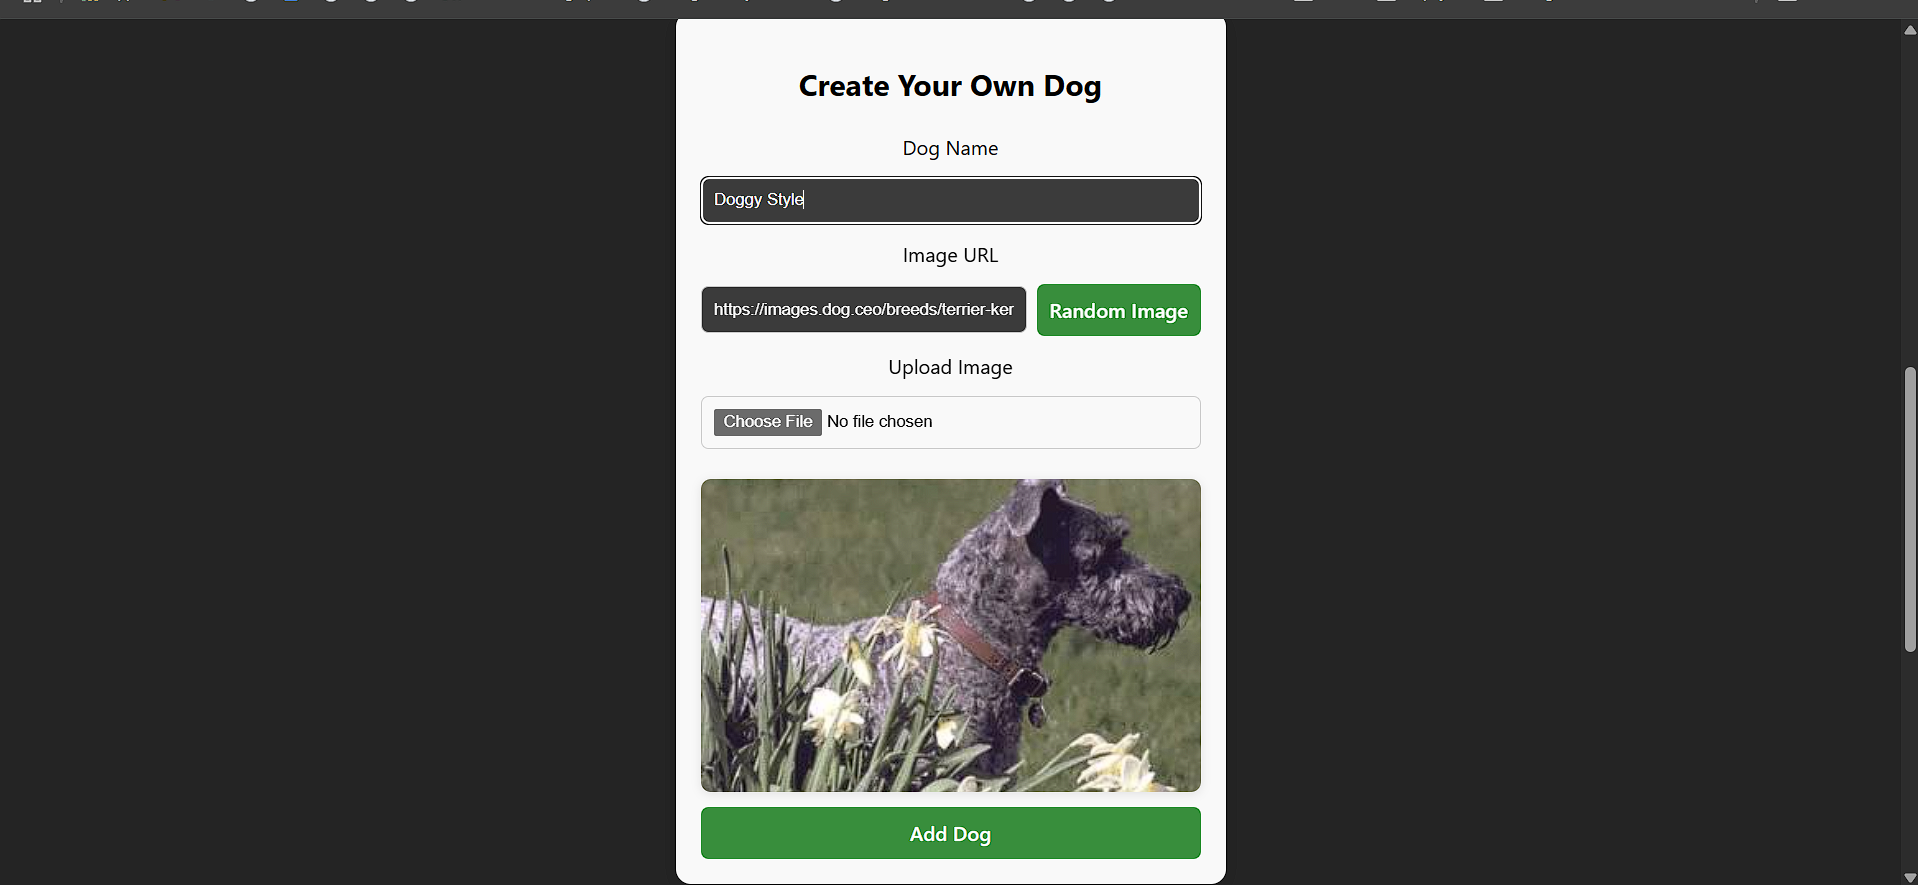 Create Your Own Dog
Dog Name
Doggy Style
Image URL
https://images.dog.ceo/breeds/terrier-ker
Random Image
Upload Image
Choose File No file chosen
Add Dog